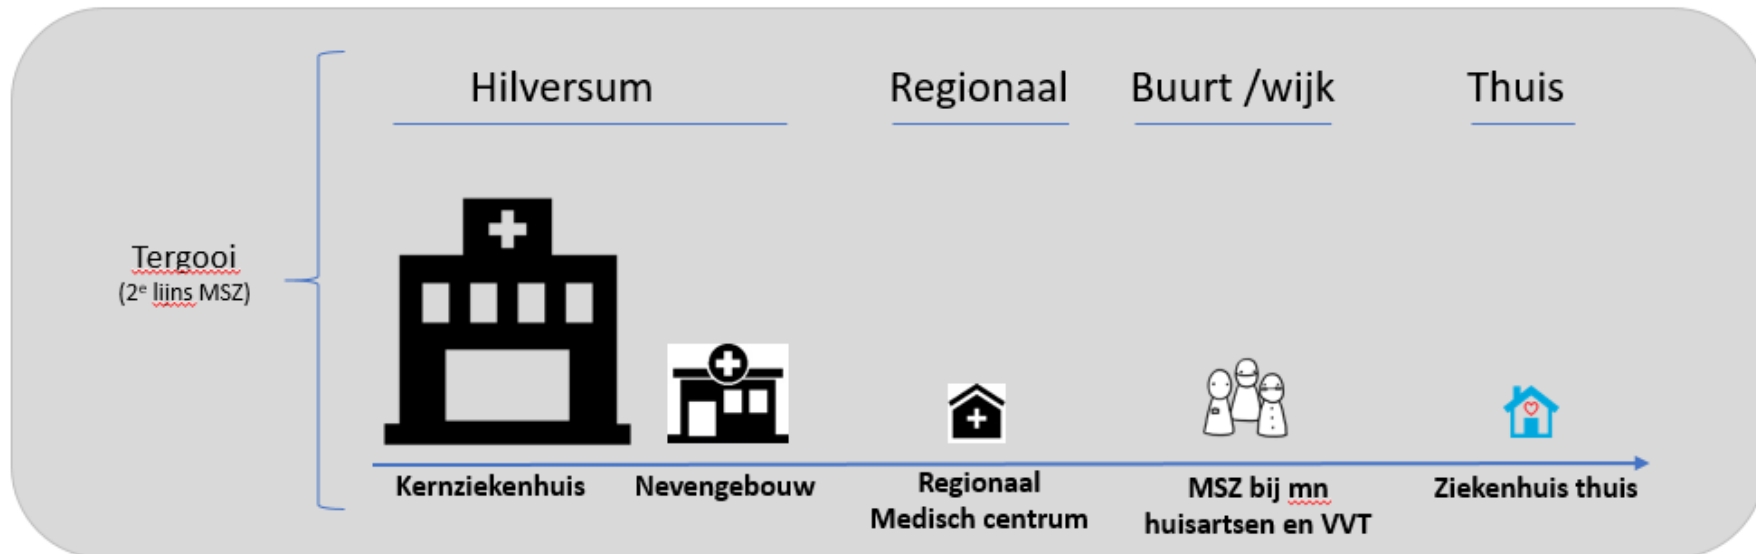 Hilversum
Regionaal
Buurt /wijk
Thuis
Tergooi
(2e lijns MSZ)
Kernziekenhuis
Nevengebouw
Regionaal
Medisch centrum
MSZ bij mn
huisartsen en VVT
Ziekenhuis thuis